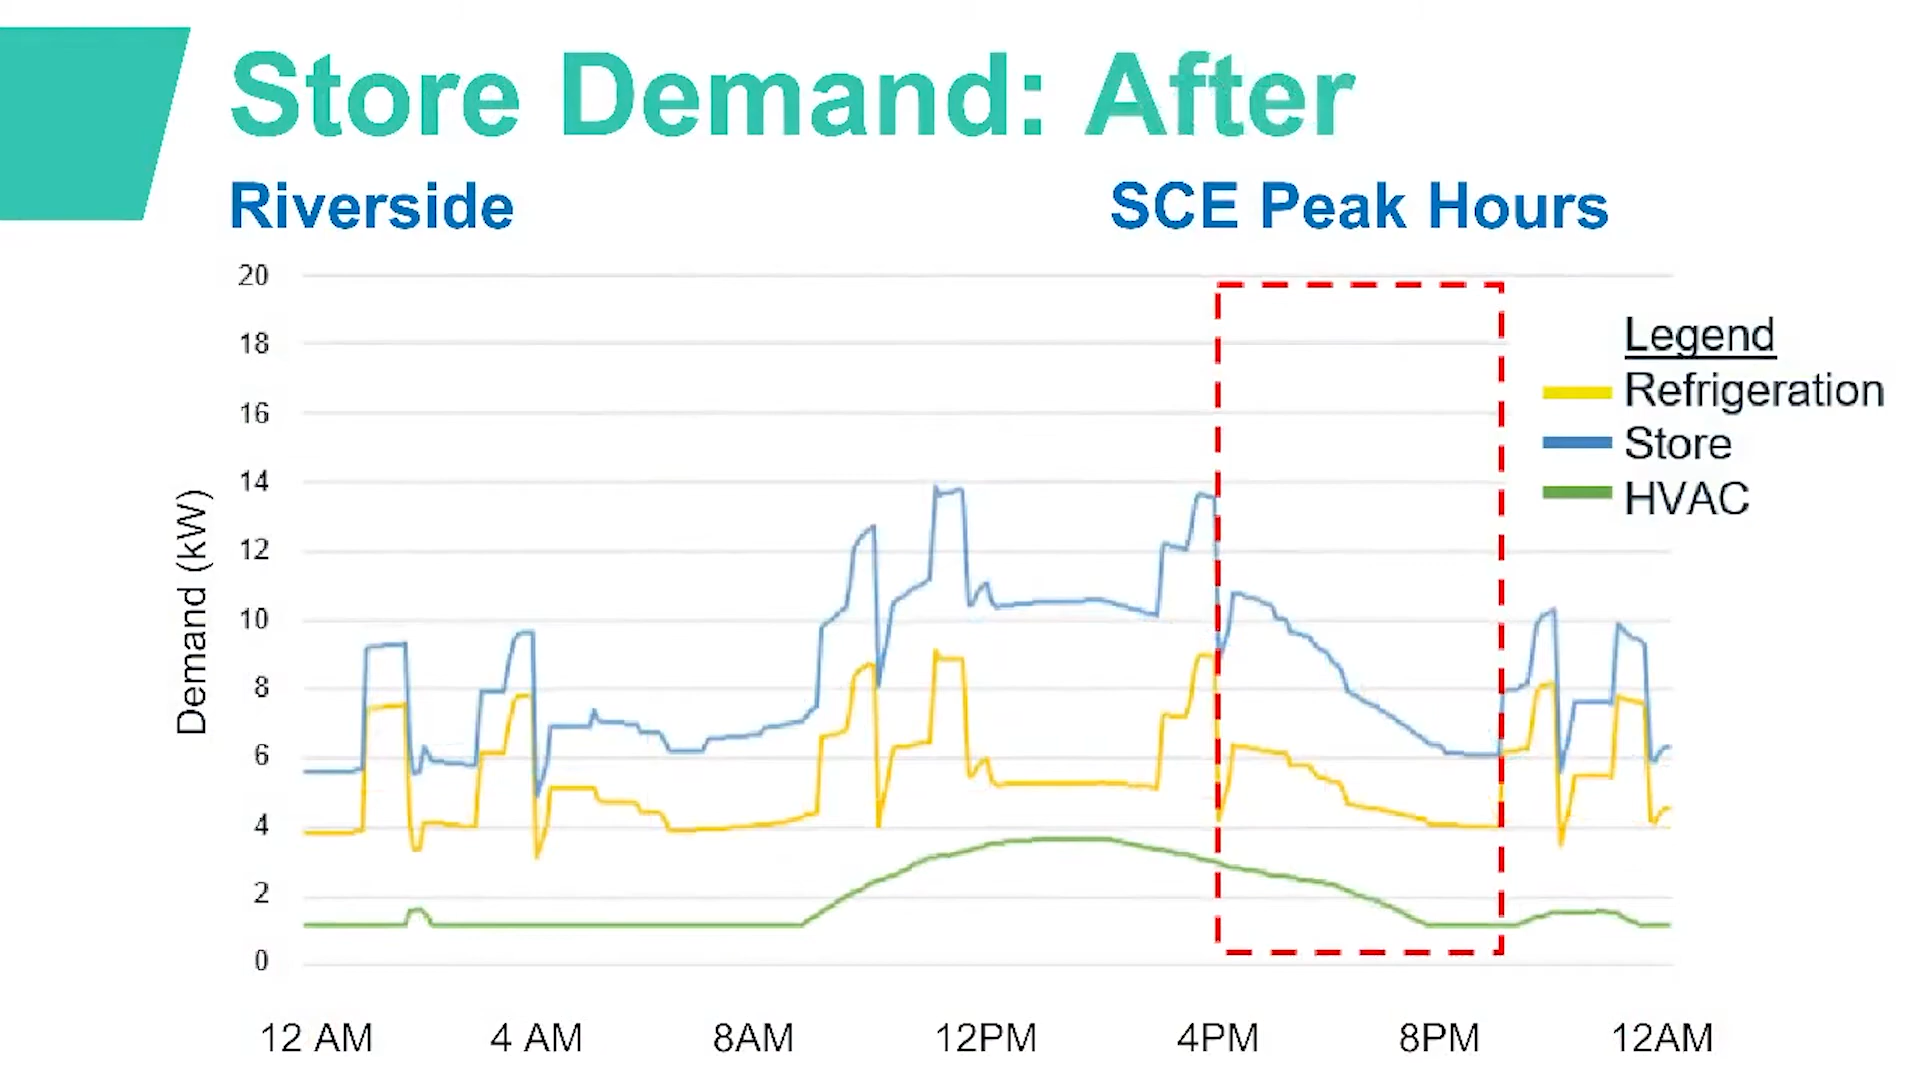 Store Demand: After
Riverside
SCE Peak Hours
20
18
16
14
12
10
8
6
4
2
0
Demand (kW)
Legend
Refrigeration
Store
HVAC
12 AM
4 AM
8AM
12PM
4PM
8PM
12AM